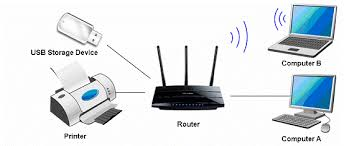 USB Storage Device
Computer B
Printer
Router
Computer A